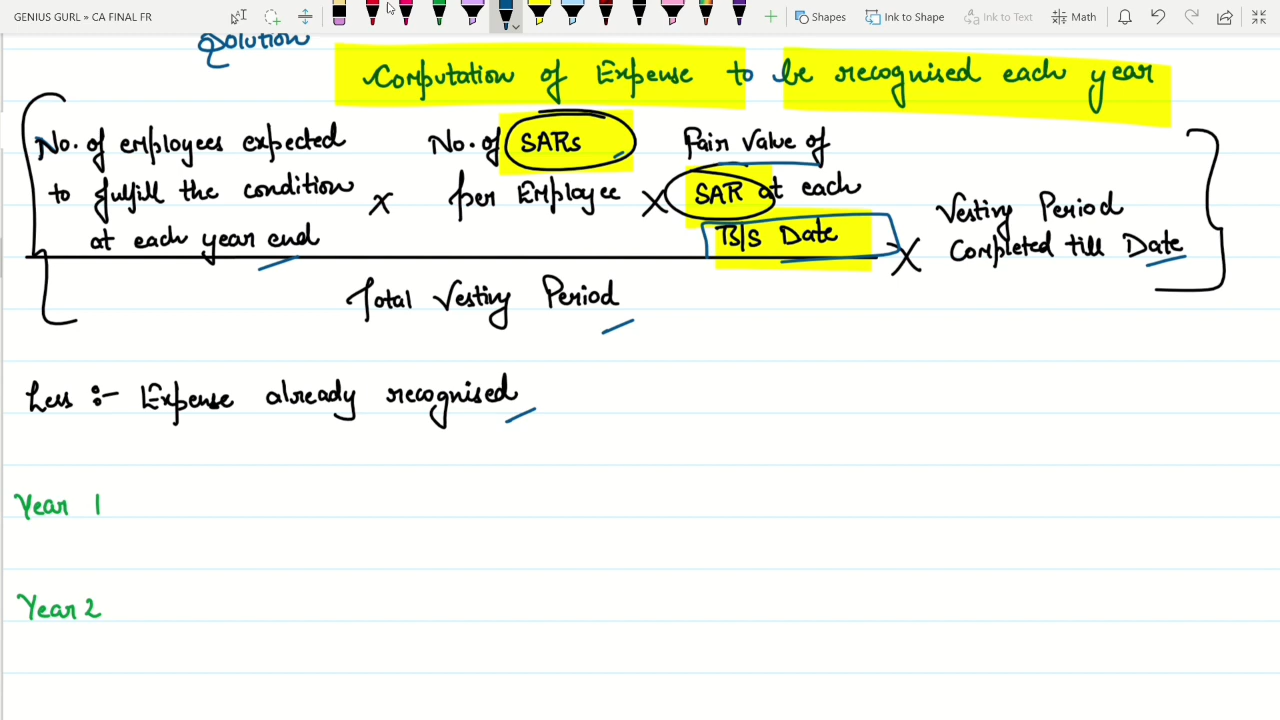 GENIUS GURL » CA FINAL FR
Shapes
Ink to Shape
Ink to Text
Math
Solution
Computation of Expense to be recognised each year
No. of employees expected
to fulfill the condition
at each year end
×
No. of SARs
per Employee
×
Fair Value of
SAR at each
B/S Date
×
Vesting Period
Completed till Date
Total Vesting Period
Less :- Expense already recognised
Year 1
Year 2